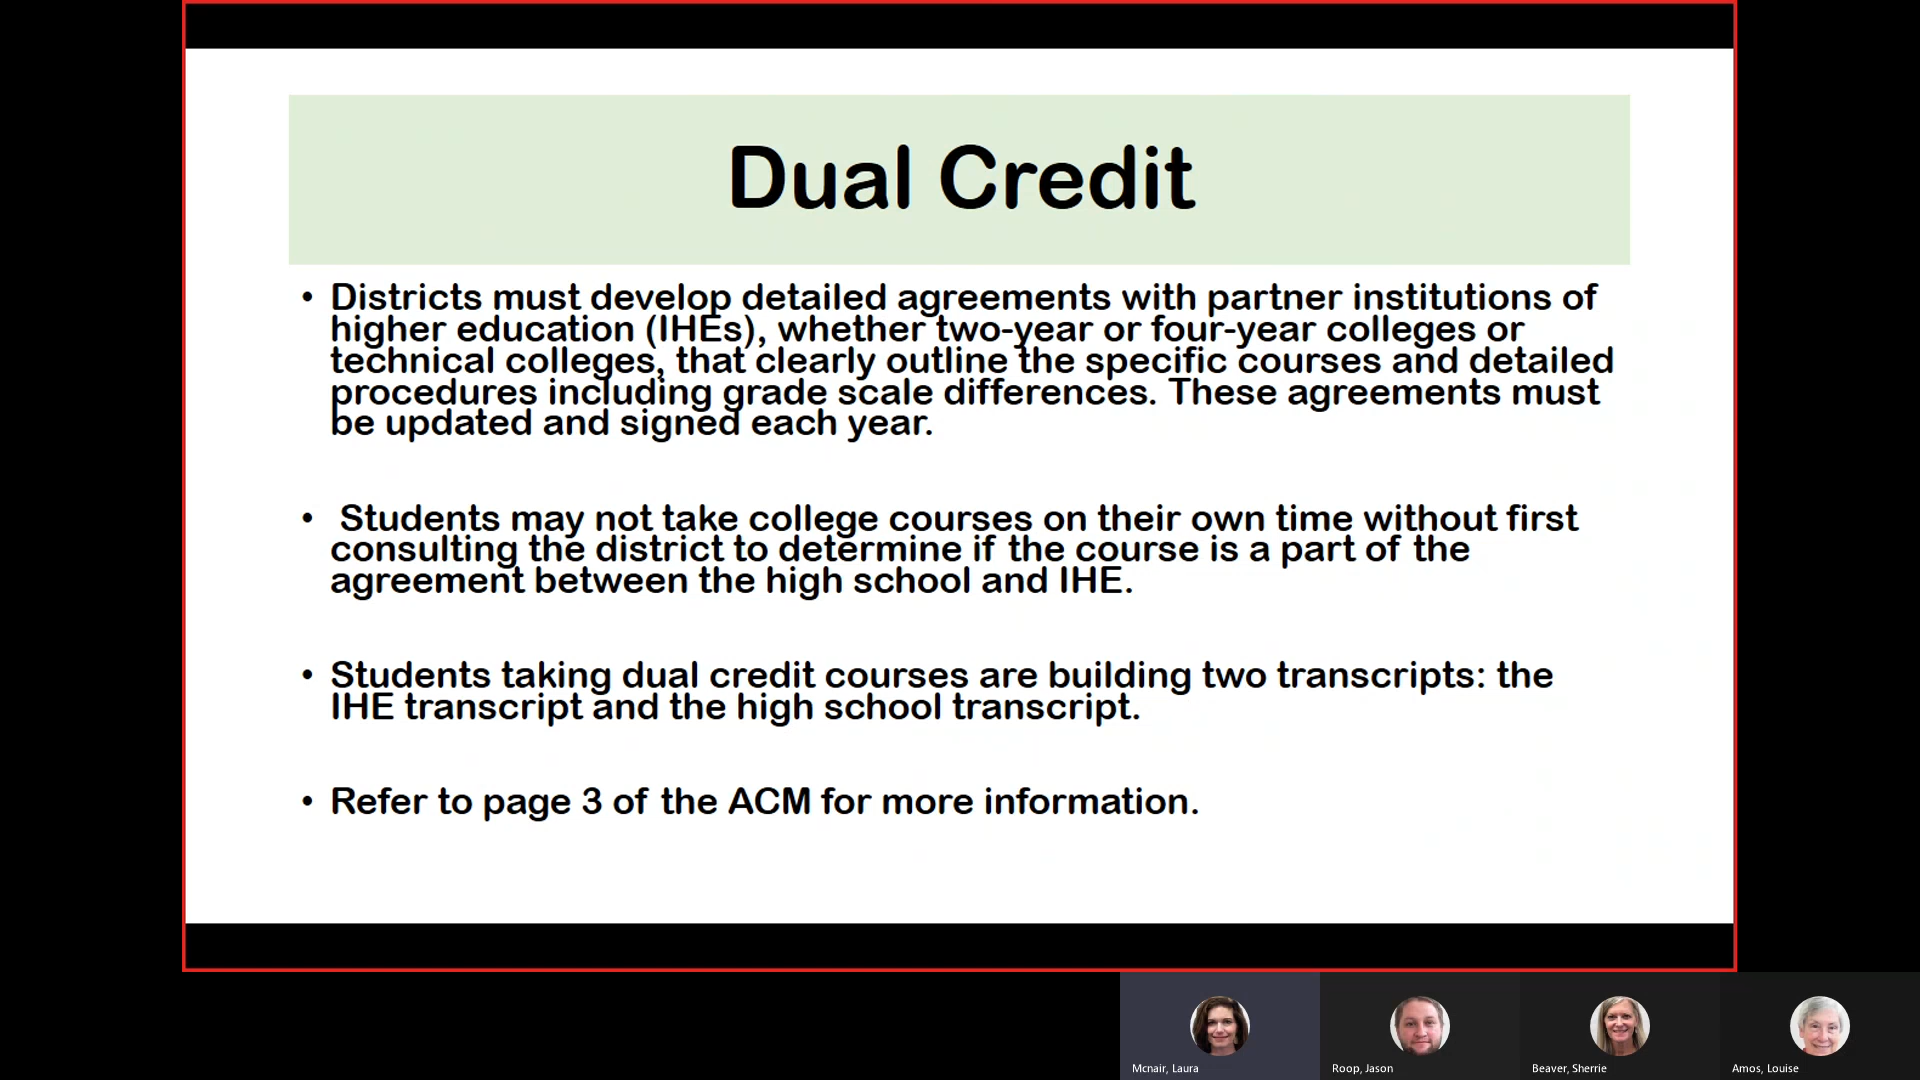 Dual Credit
• Districts must develop detailed agreements with partner institutions of
higher education (IHEs), whether two-year or four-year colleges or
technical colleges, that clearly outline the specific courses and detailed
procedures including grade scale differences. These agreements must
be updated and signed each year.
• Students may not take college courses on their own time without first
consulting the district to determine if the course is a part of the
agreement between the high school and IHE.
• Students taking dual credit courses are building two transcripts: the
IHE transcript and the high school transcript.
• Refer to page 3 of the ACM for more information.
Mcnair, Laura
Roop, Jason
Beaver, Sherrie
Amos, Louise